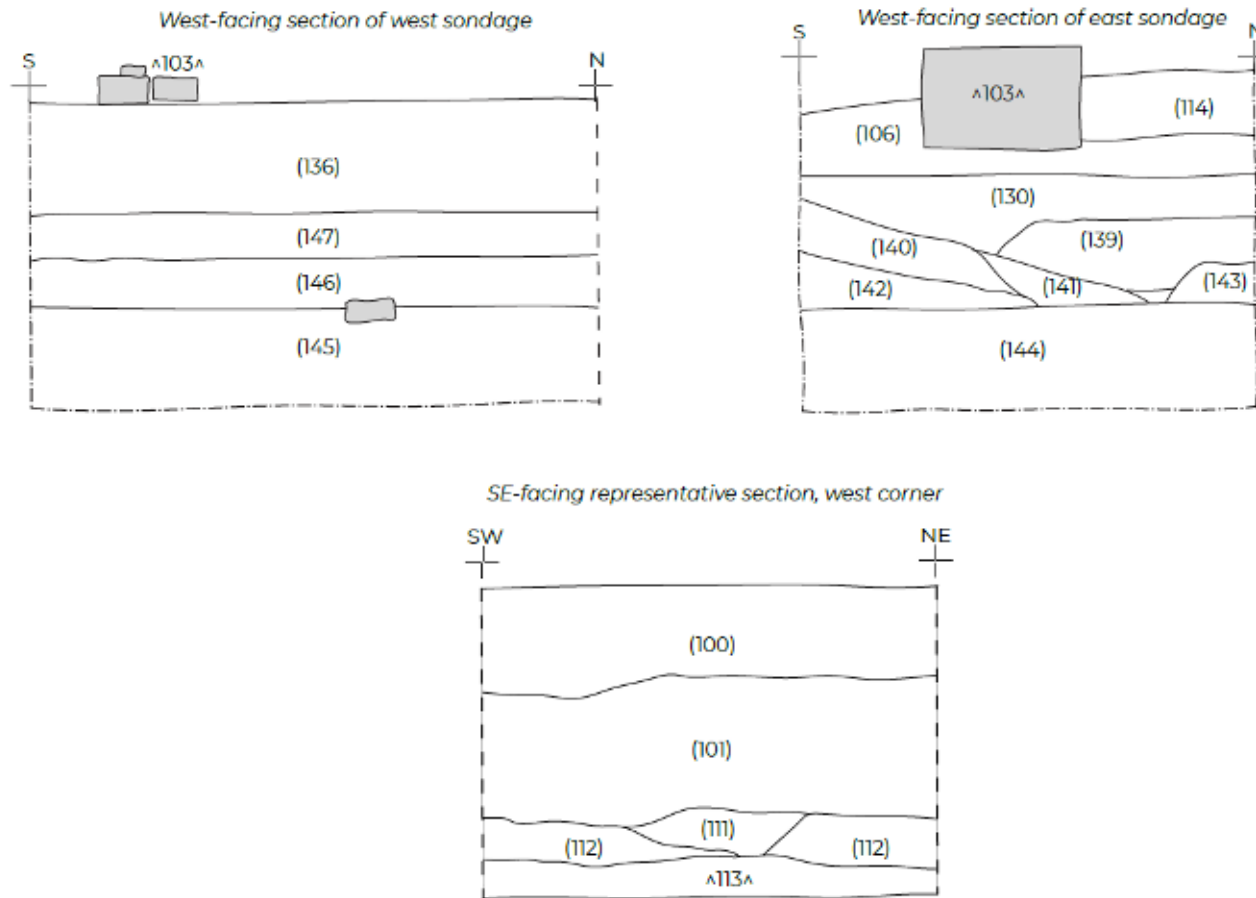 West-facing section of west sondage
S
^103^
N
(136)
(147)
(146)
(145)
West-facing section of east sondage
S
N
^103^
(114)
(106)
(130)
(140)
(139)
(142)
(141)
(143)
(144)
SE-facing representative section, west corner
SW
NE
(100)
(101)
(111)
(112)
(112)
^113^